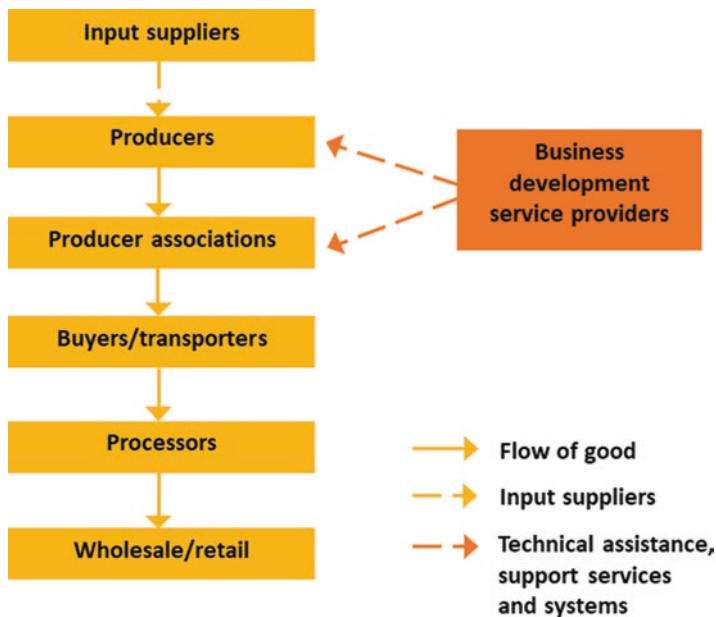 Input suppliers
Producers
Business
development
service providers
Producer associations
Buyers/transporters
Processors
Wholesale/retail
Flow of good
Input suppliers
Technical assistance,
support services
and systems